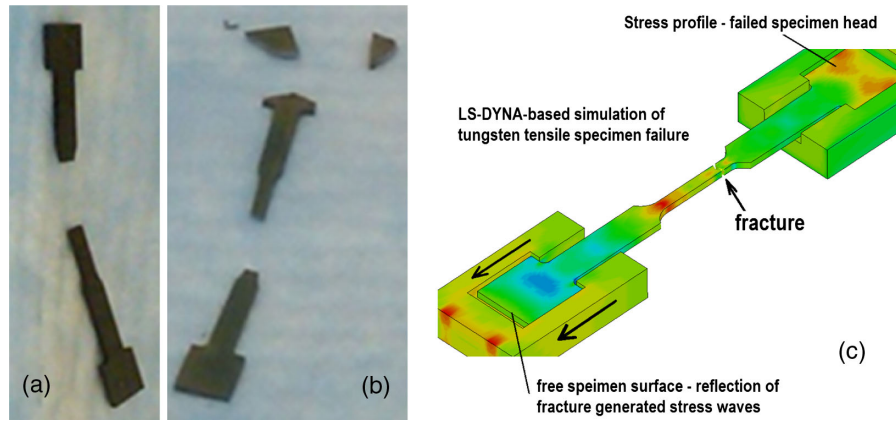 Stress profile - failed specimen head
LS-DYNA-based simulation of
tungsten tensile specimen failure
fracture
free speimen surface - reflection of
fracture generated stress waves
(a)
(b)
(c)